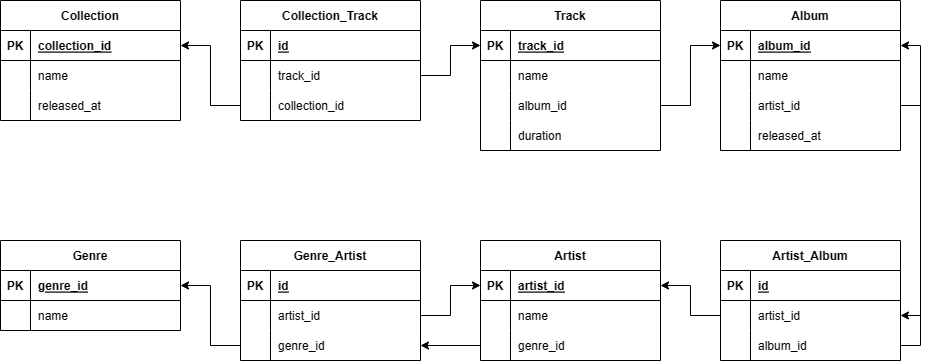 Collection
PK collection_id
name
released_at
Collection_Track
PK id
track_id
collection_id
Track
PK track_id
name
album_id
duration
Album
PK album_id
name
artist_id
released_at
Genre
PK genre_id
name
Genre_Artist
PK id
artist_id
genre_id
Artist
PK artist_id
name
genre_id
Artist_Album
PK id
artist_id
album_id